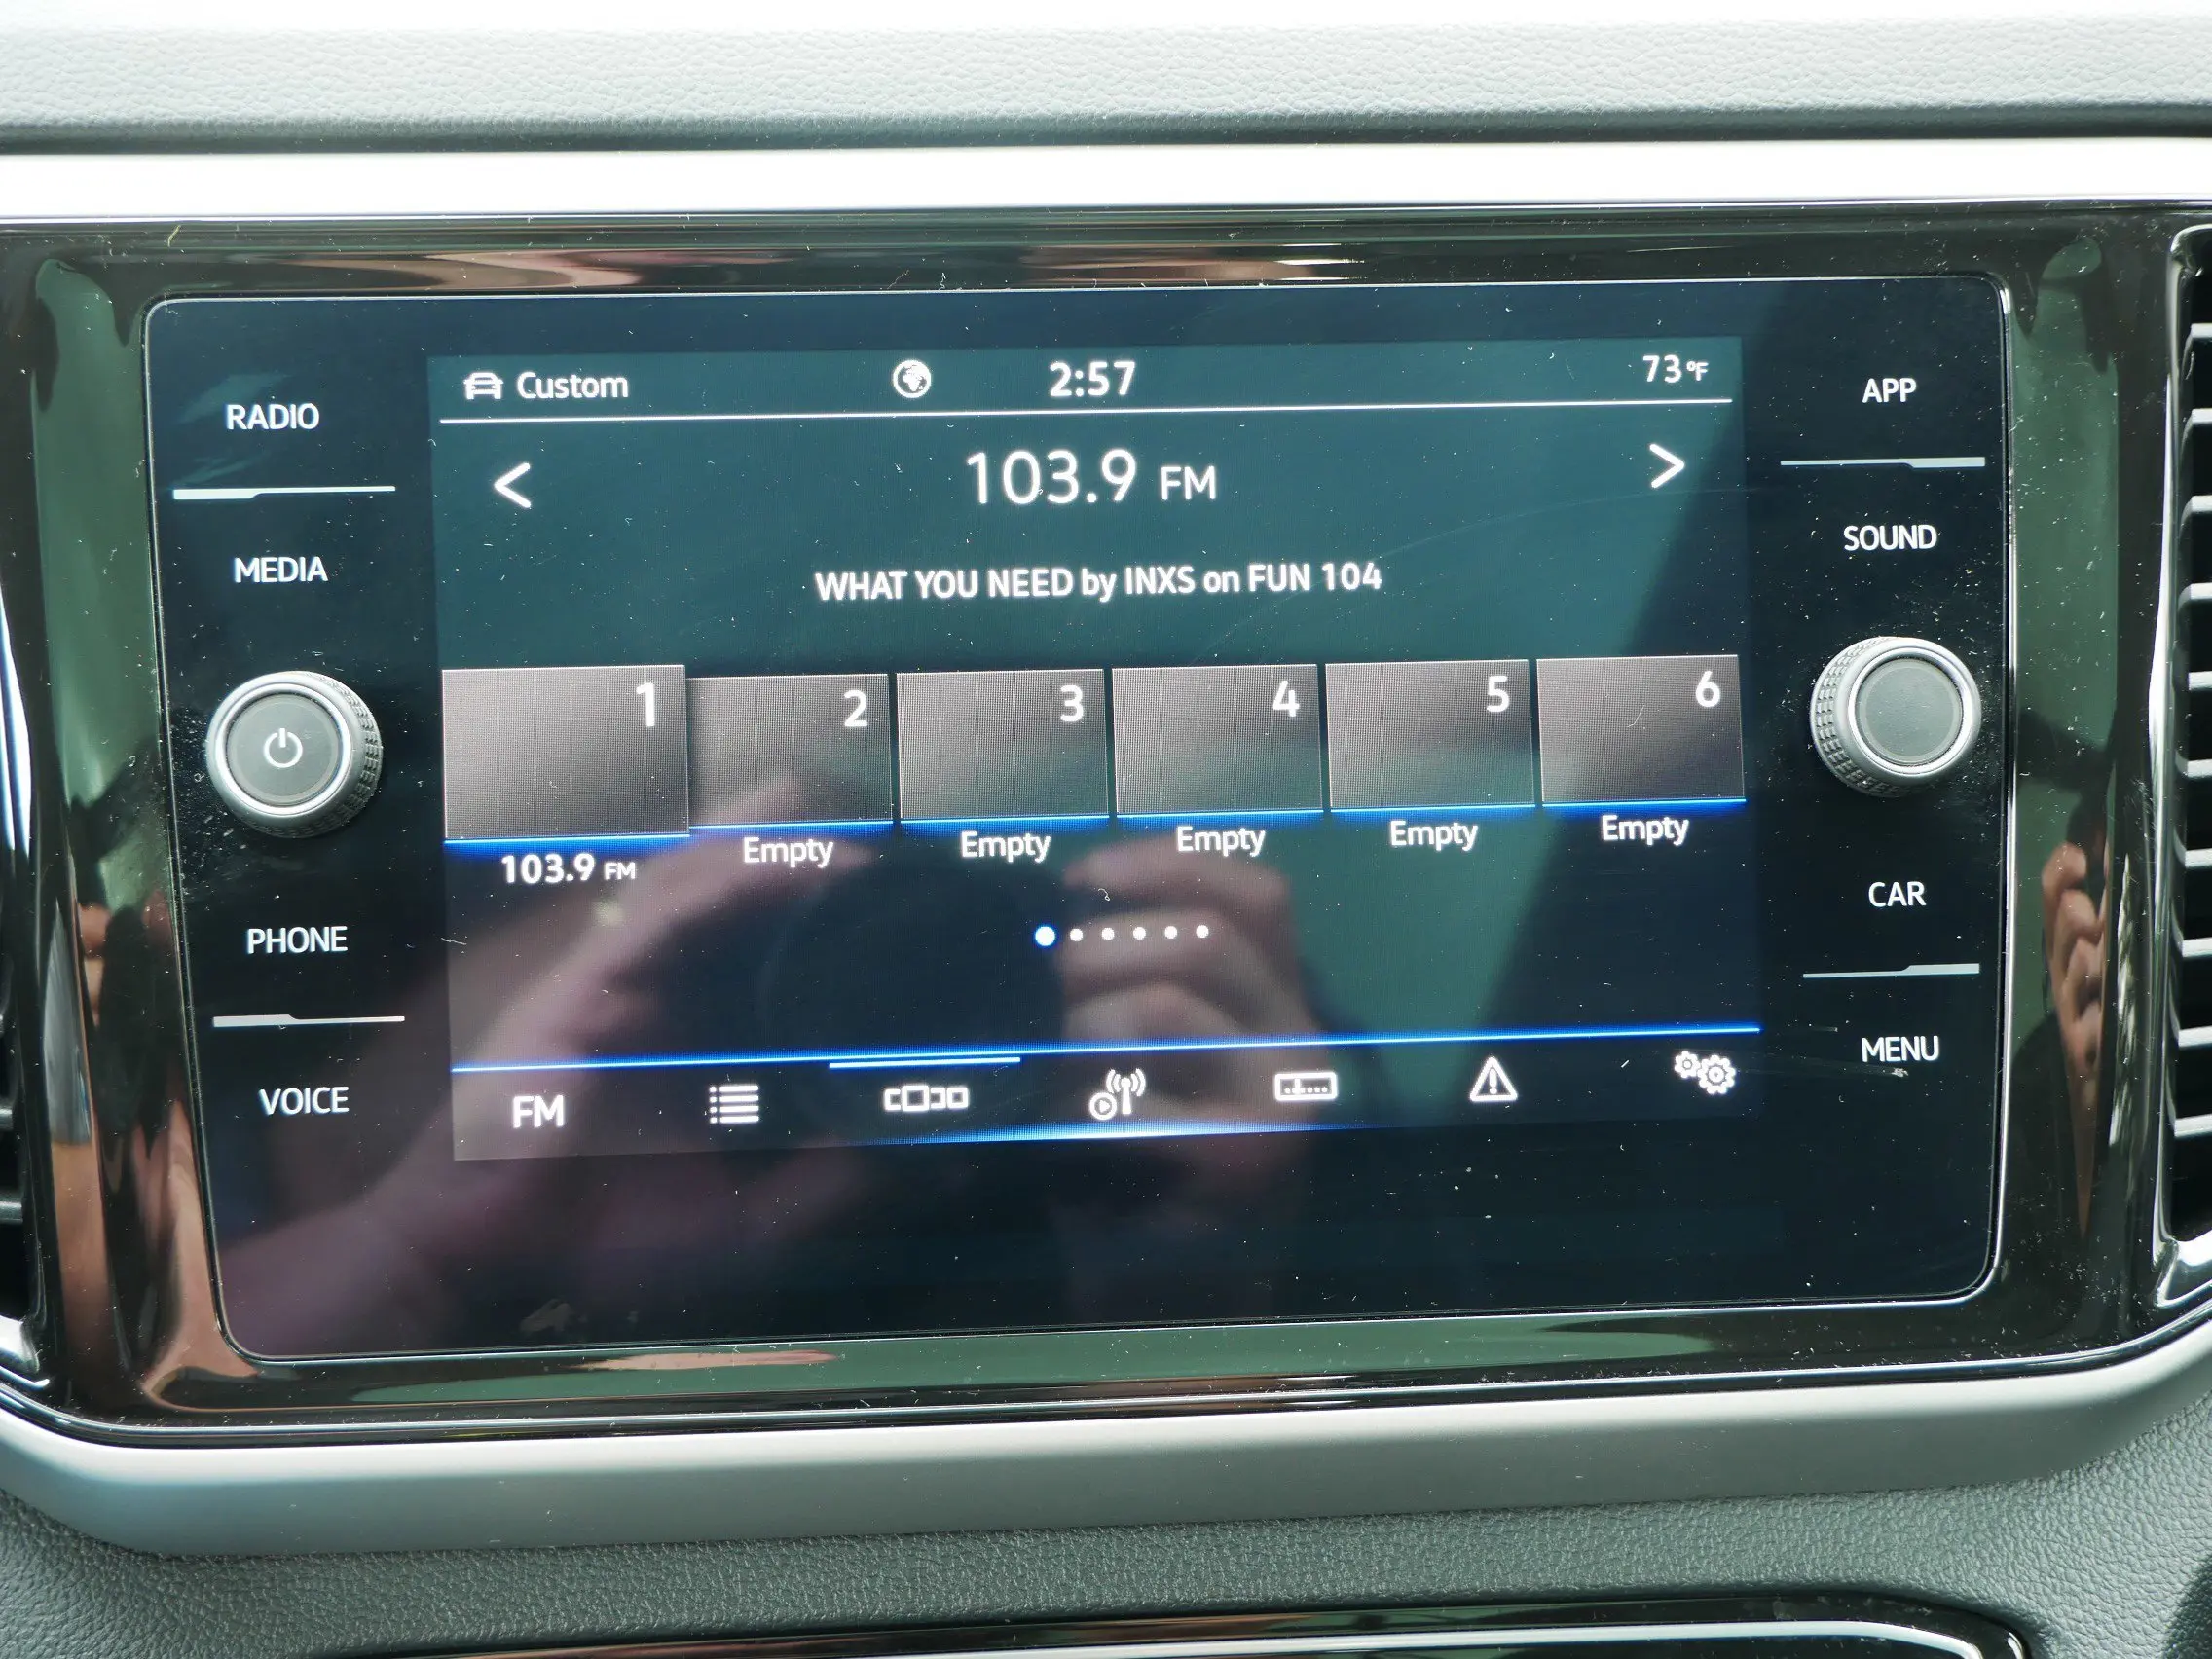 RADIO
MEDIA
PHONE
VOICE
Custom
2:57
73°F
103.9 FM
WHAT YOU NEED by INXS on FUN 104
1
2
3
4
5
6
103.9 FM
Empty
Empty
Empty
Empty
Empty
FM
APP
SOUND
CAR
MENU